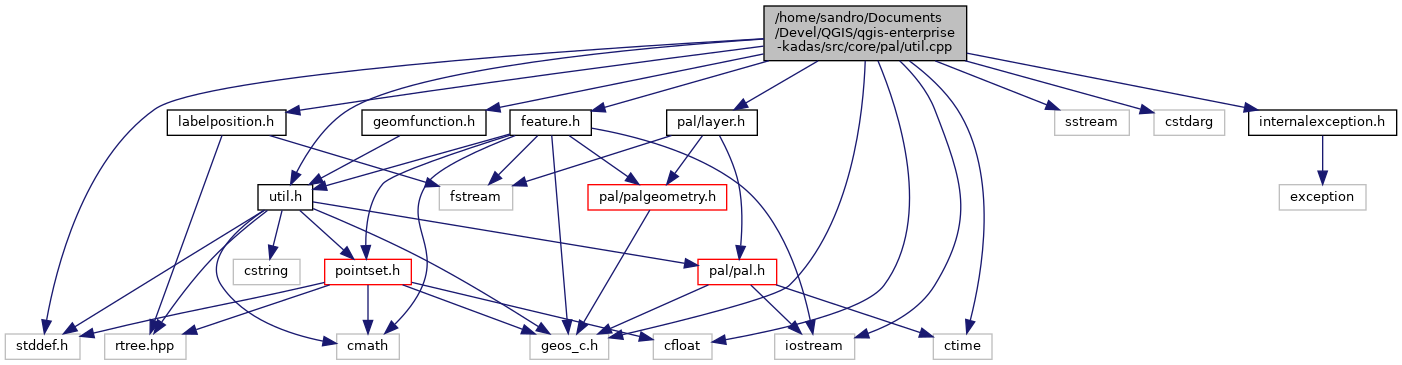 /home/sandro/Documents
/Devel/QGIS/qgis-enterprise
-kadas/src/core/pal/util.cpp
labelposition.h
geomfunction.h
feature.h
pal/layer.h
sstream
cstdarg
internalexception.h
util.h
fstream
pal/palgeometry.h
exception
cstring
pointset.h
pal/pal.h
stddef.h
rtree.hpp
cmath
geos_c.h
cfloat
iostream
ctime